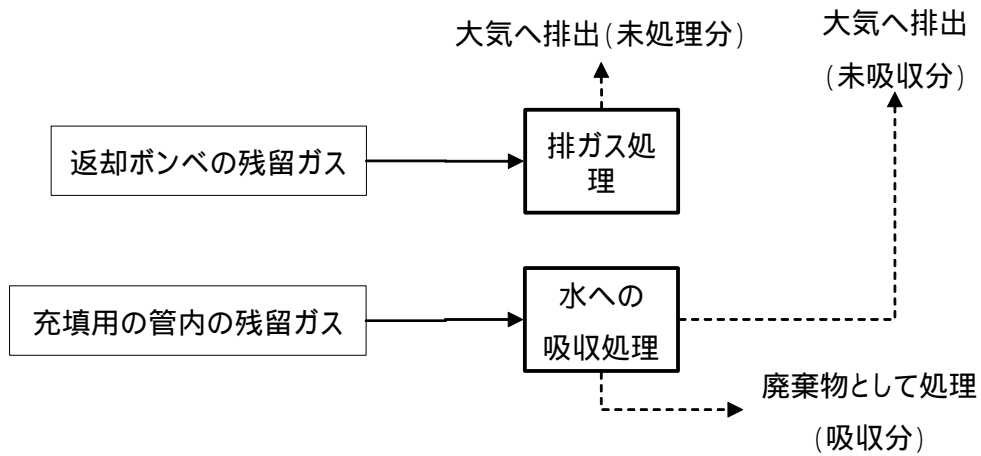 大気へ排出(未処理分)
大気へ排出
(未吸収分)
返却ボンベの残留ガス
排ガス処
理
充填用の管内の残留ガス
水への
吸収処理
廃棄物として処理
(吸収分)